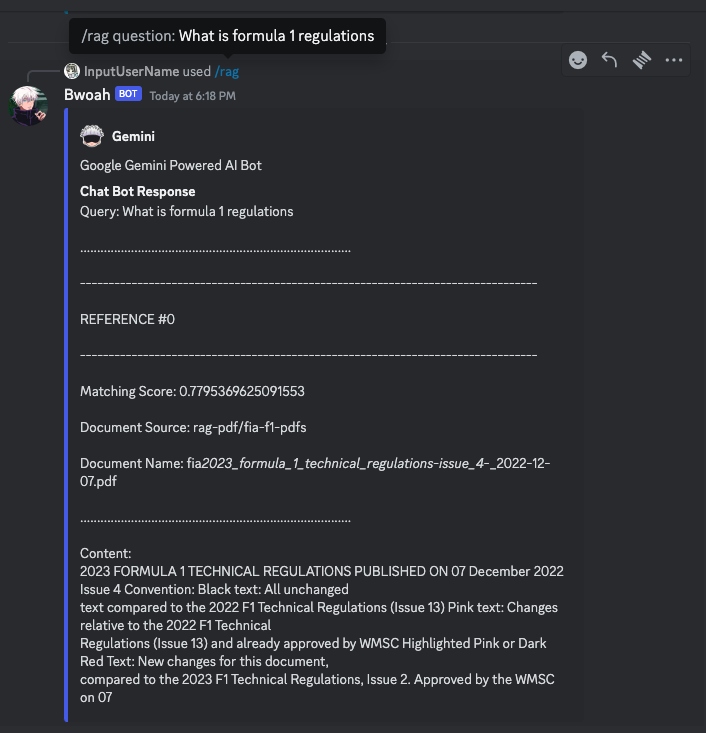 /rag question: What is formula 1 regulations
InputUserName used /rag
Bwoah BOT Today at 6:18 PM
Gemini
Google Gemini Powered AI Bot
Chat Bot Response
Query: What is formula 1 regulations
................................................................................
--------------------------------------------------------------------------------
REFERENCE #0
--------------------------------------------------------------------------------
Matching Score: 0.7795369625091553
Document Source: rag-pdf/fia-f1-pdfs
Document Name: fia2023_formula_1_technical_regulations-issue_4-_2022-12-
07.pdf
................................................................................
Content:
2023 FORMULA 1 TECHNICAL REGULATIONS PUBLISHED ON 07 December 2022
Issue 4 Convention: Black text: All unchanged
text compared to the 2022 F1 Technical Regulations (Issue 13) Pink text: Changes
relative to the 2022 F1 Technical
Regulations (Issue 13) and already approved by WMSC Highlighted Pink or Dark
Red Text: New changes for this document,
compared to the 2023 F1 Technical Regulations, Issue 2. Approved by the WMSC
on 07